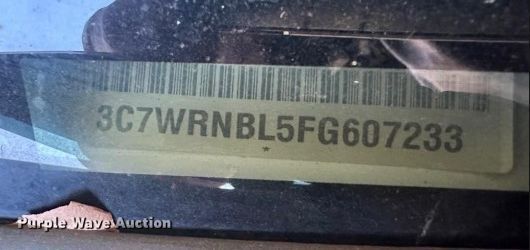 3C7WRNBL5FG607233
*
Purple Wave Auction